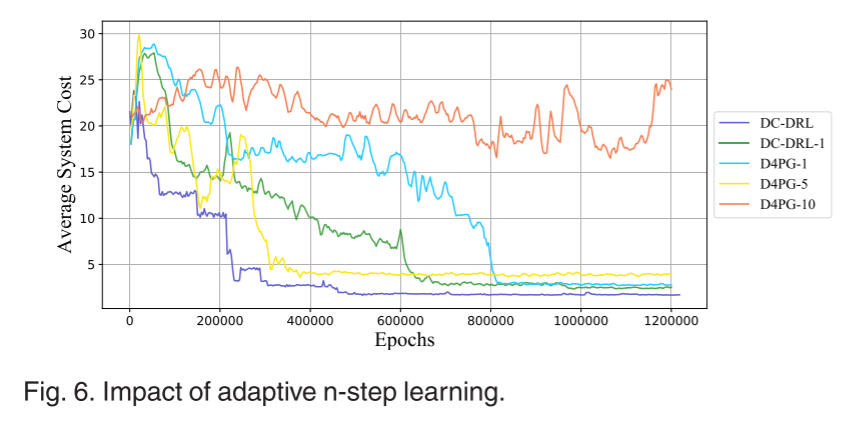 30
25
20
15
10
5
Average System Cost
0
200000
400000
600000
800000
1000000
1200000
Epochs
DC-DRL
DC-DRL-1
D4PG-1
D4PG-5
D4PG-10
Fig. 6. Impact of adaptive n-step learning.